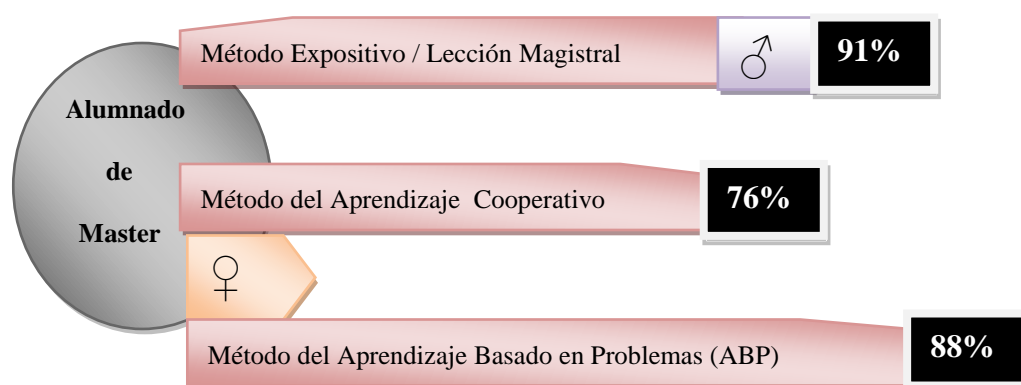 Alumnado
de
Master
Método Expositivo / Lección Magistral
♂
91%
Método del Aprendizaje Cooperativo
76%
♀
Método del Aprendizaje Basado en Problemas (ABP)
88%